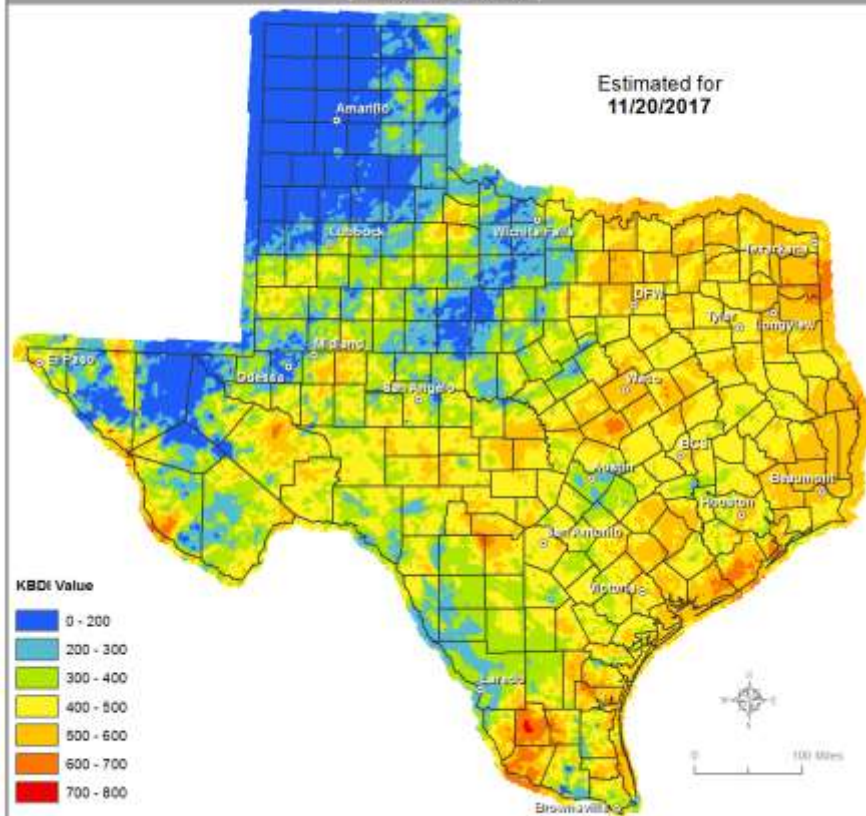 Estimated for
11/20/2017
Amarillo
Lubbock
Wichita Falls
Texarkana
DFW
Tyler
Longview
El Paso
Midland
Odessa
San Angelo
Waco
BCS
Austin
Beaumont
Houston
San Antonio
Victoria
Laredo
Brownsville
KBDI Value
0 - 200
200 - 300
300 - 400
400 - 500
500 - 600
600 - 700
700 - 800
0 100 Miles